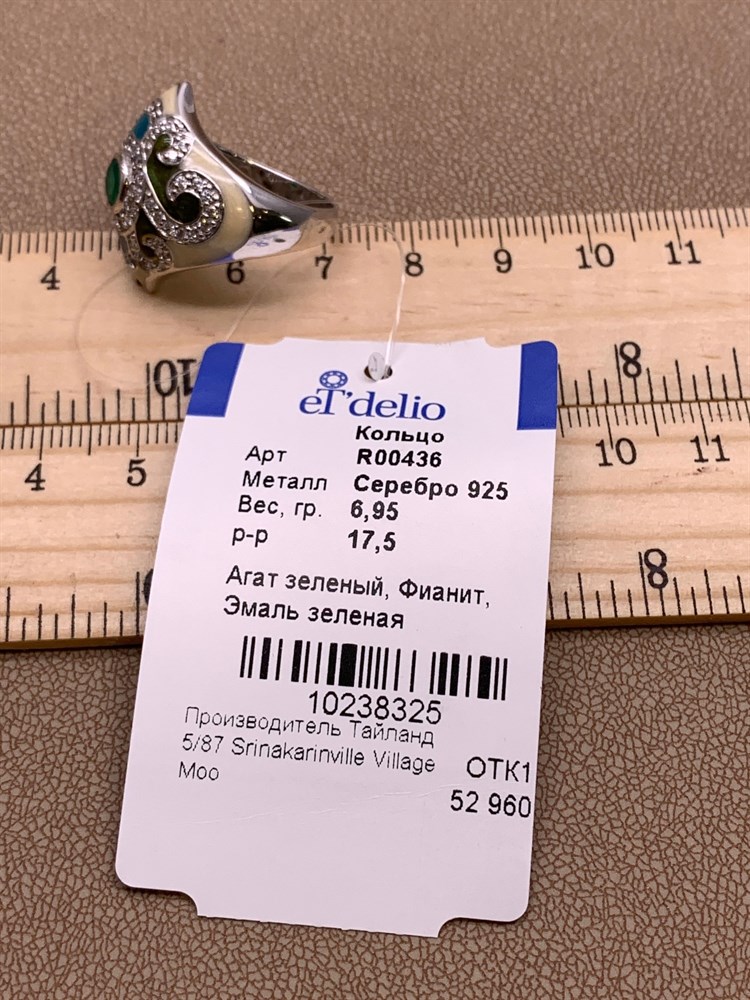 4 6 7 8 9 10 11
10 8
eT'delio
Кольцо
Арт R00436
Металл Серебро 925
Вес, гр. 6,95
р-р 17,5
Агат зеленый, Фианит,
Эмаль зеленая
10238325
Производитель Тайланд
5/87 Srinakarinville Village
Моо
ОТК1
52 960
4 5 10 11
8